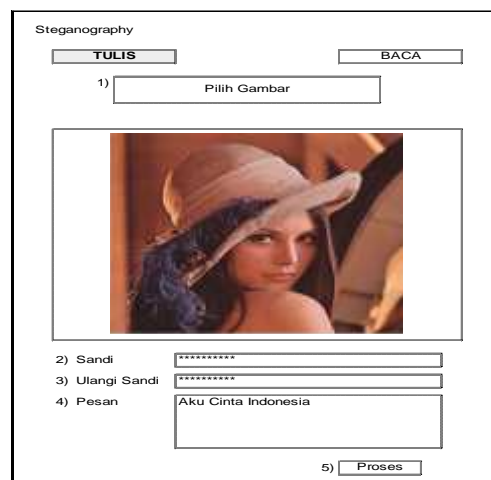 Steganography
TULIS BACA
1) Pilih Gambar
2) Sandi **********
3) Ulangi Sandi **********
4) Pesan Aku Cinta Indonesia
5) Proses